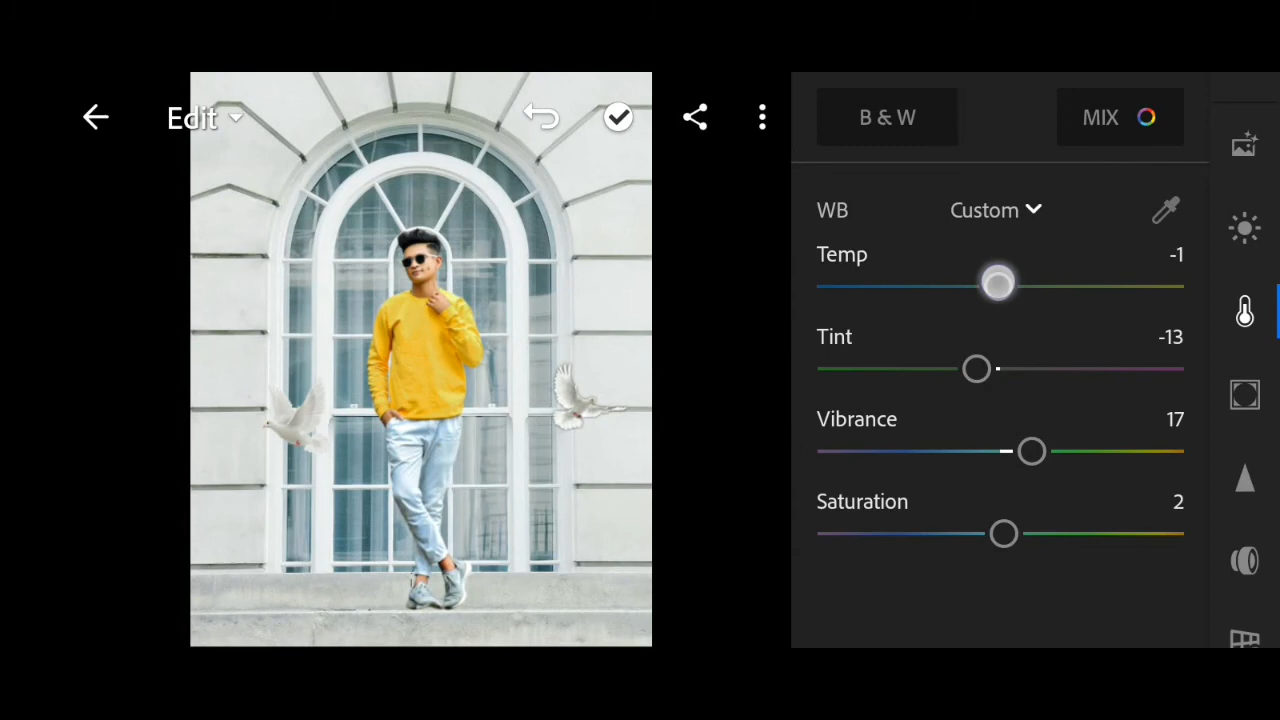 Edit
B & W
MIX
WB
Custom
Temp
-1
Tint
-13
Vibrance
17
Saturation
2